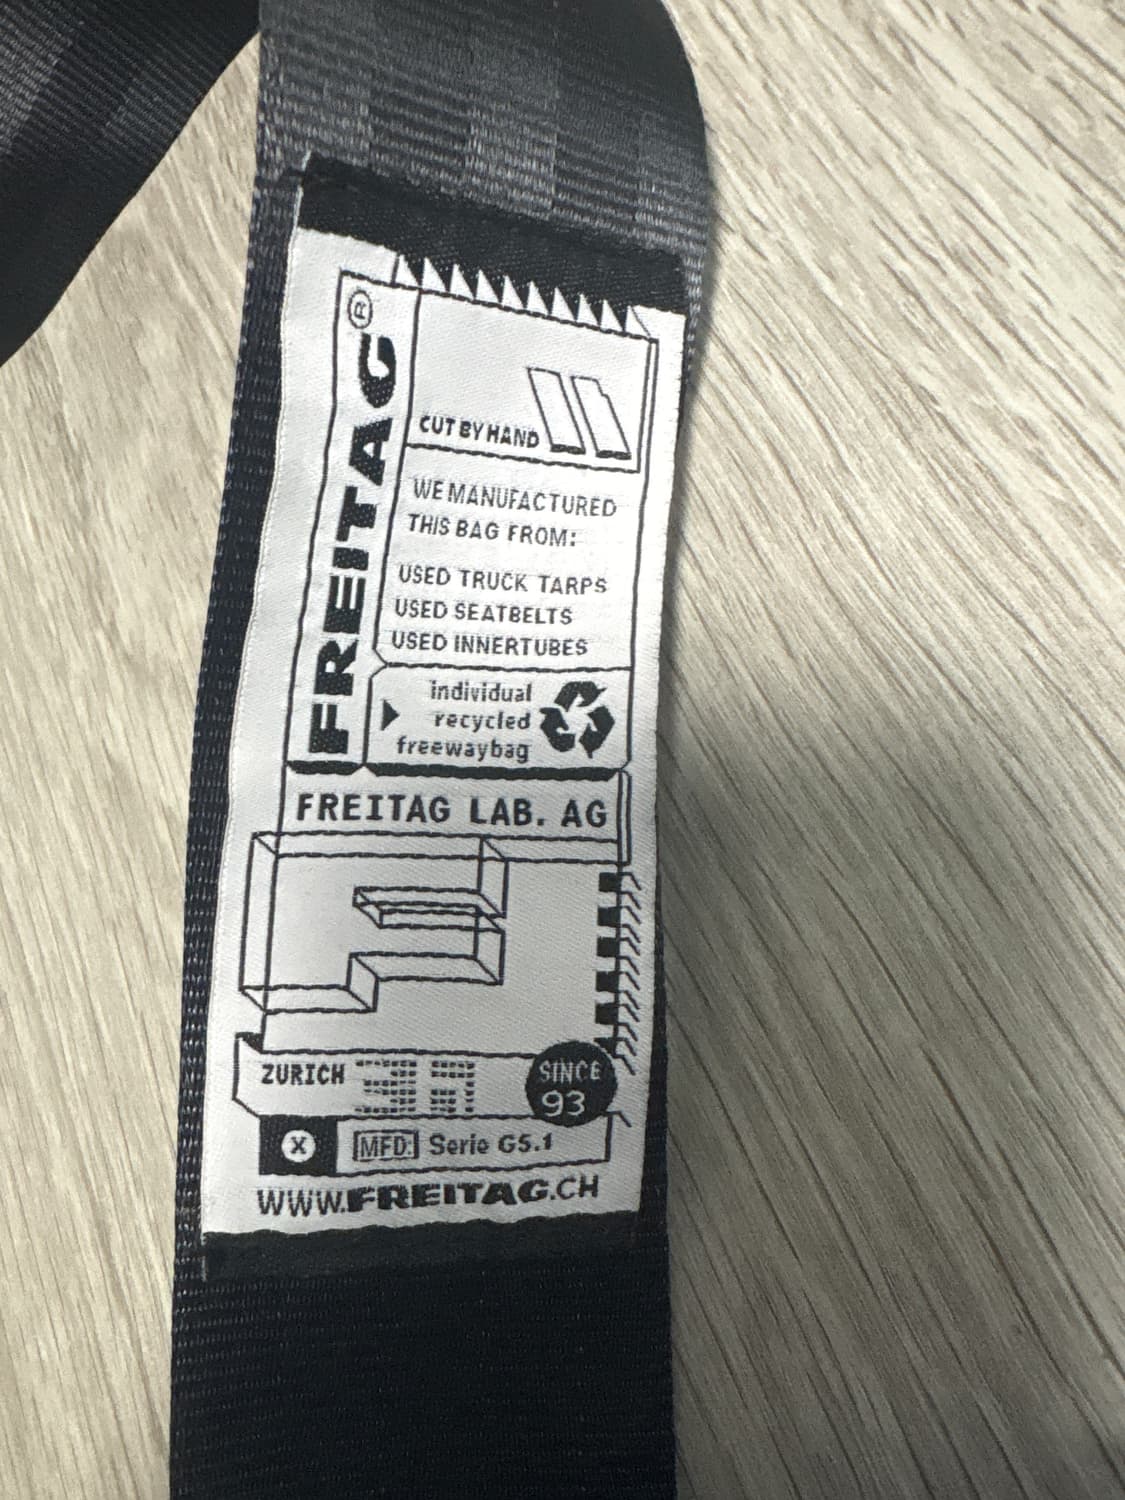 FREITAG®
CUT BY HAND
WE MANUFACTURED
THIS BAG FROM:
USED TRUCK TARPS
USED SEATBELTS
USED INNERTUBES
individual
recycled
freewaybag
FREITAG LAB. AG
F
ZURICH
SINCE
93
X MFD: Serie G5.1
WWW.FREITAG.CH